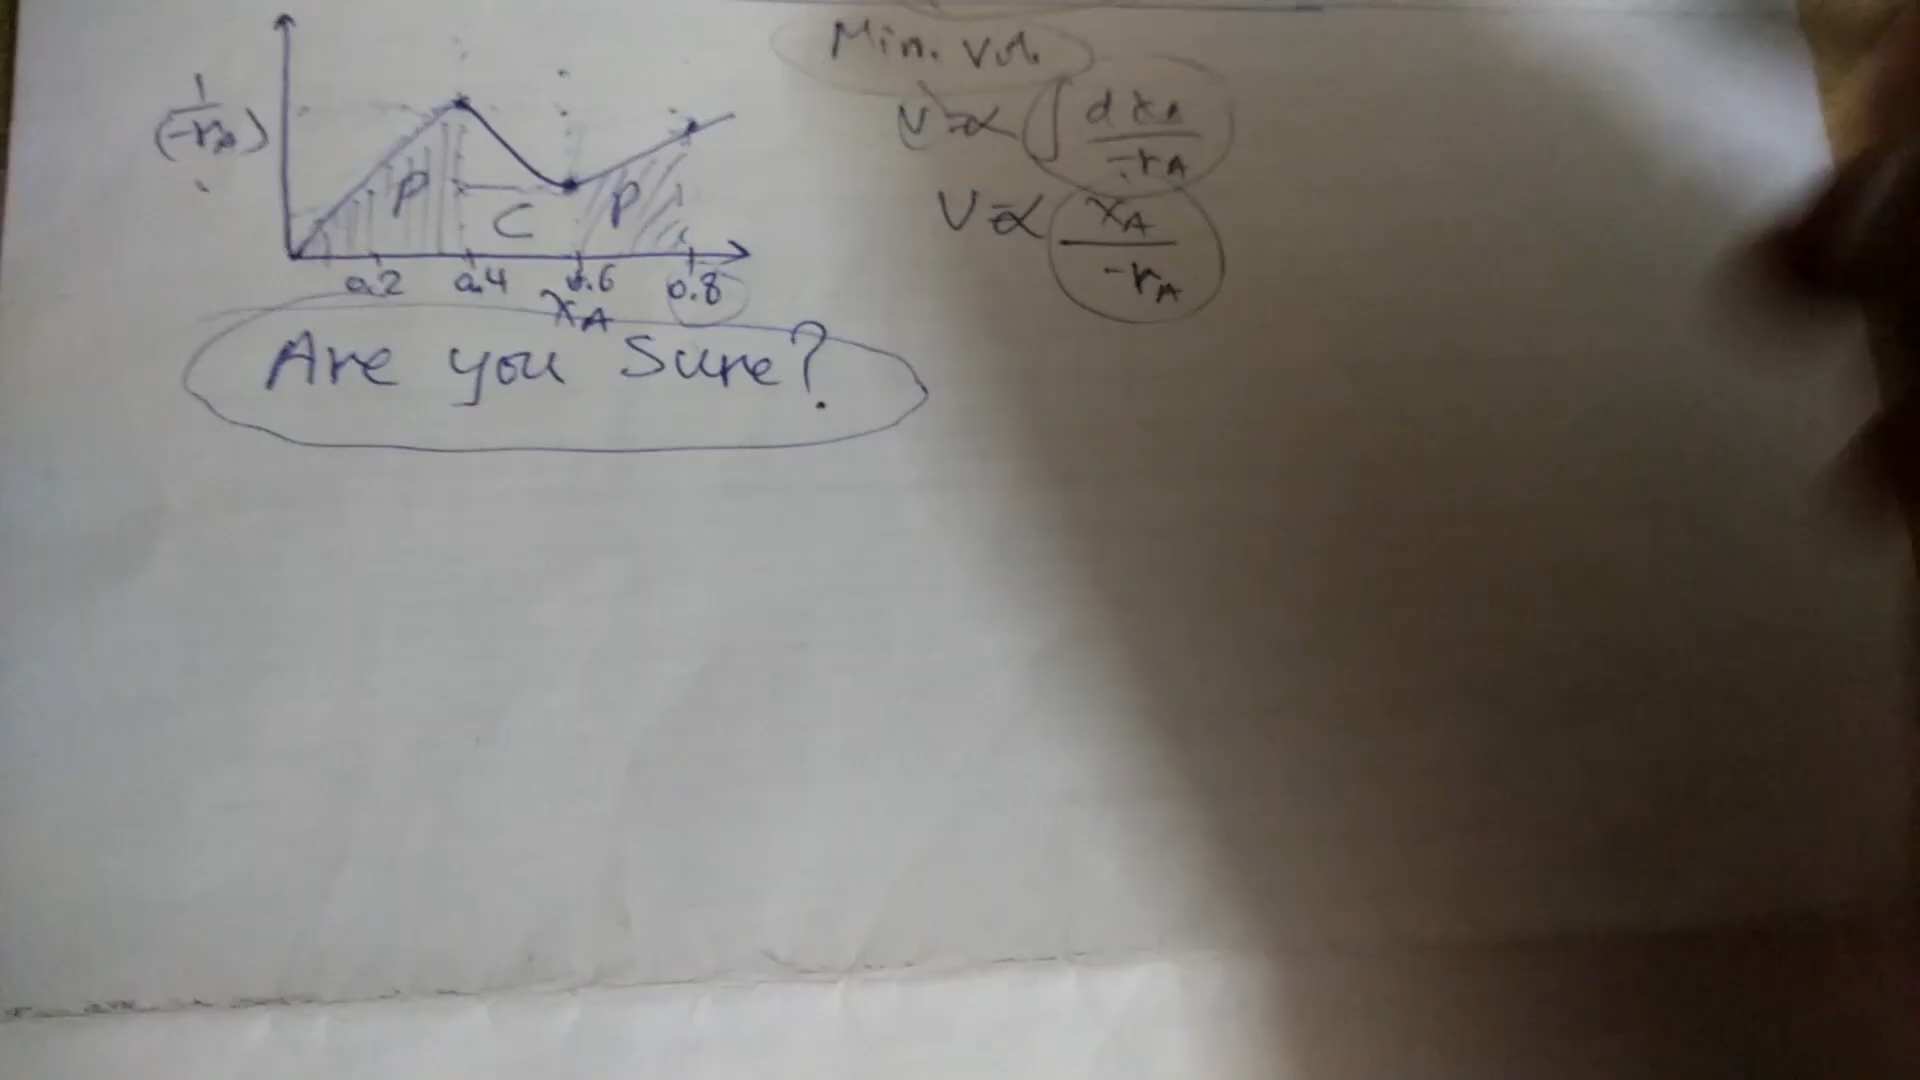 Min. Vol.
1
(-rA)
P
C
P
0.2 0.4 0.6 0.8
xA
V ∝ ∫ dxA
-rA
V ∝ xA
-rA
Are you Sure?